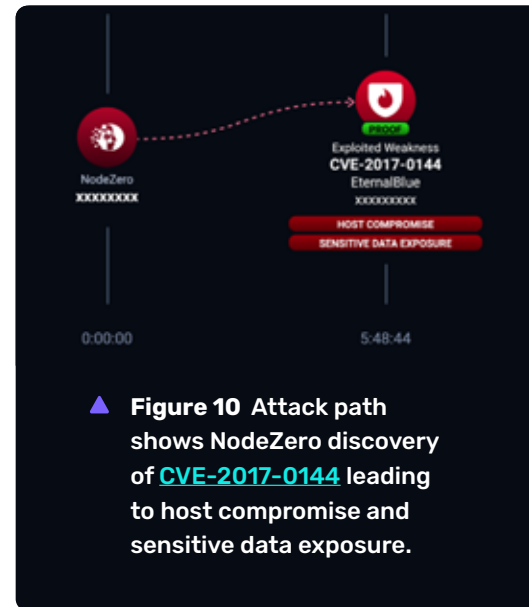 PROOF
Exploited Weakness
CVE-2017-0144
EternalBlue
XXXXXXXXX
NodeZero
XXXXXXXX
HOST COMPROMISE
SENSITIVE DATA EXPOSURE
0:00:00
5:48:44
Figure 10 Attack path
shows NodeZero discovery
of CVE-2017-0144 leading
to host compromise and
sensitive data exposure.